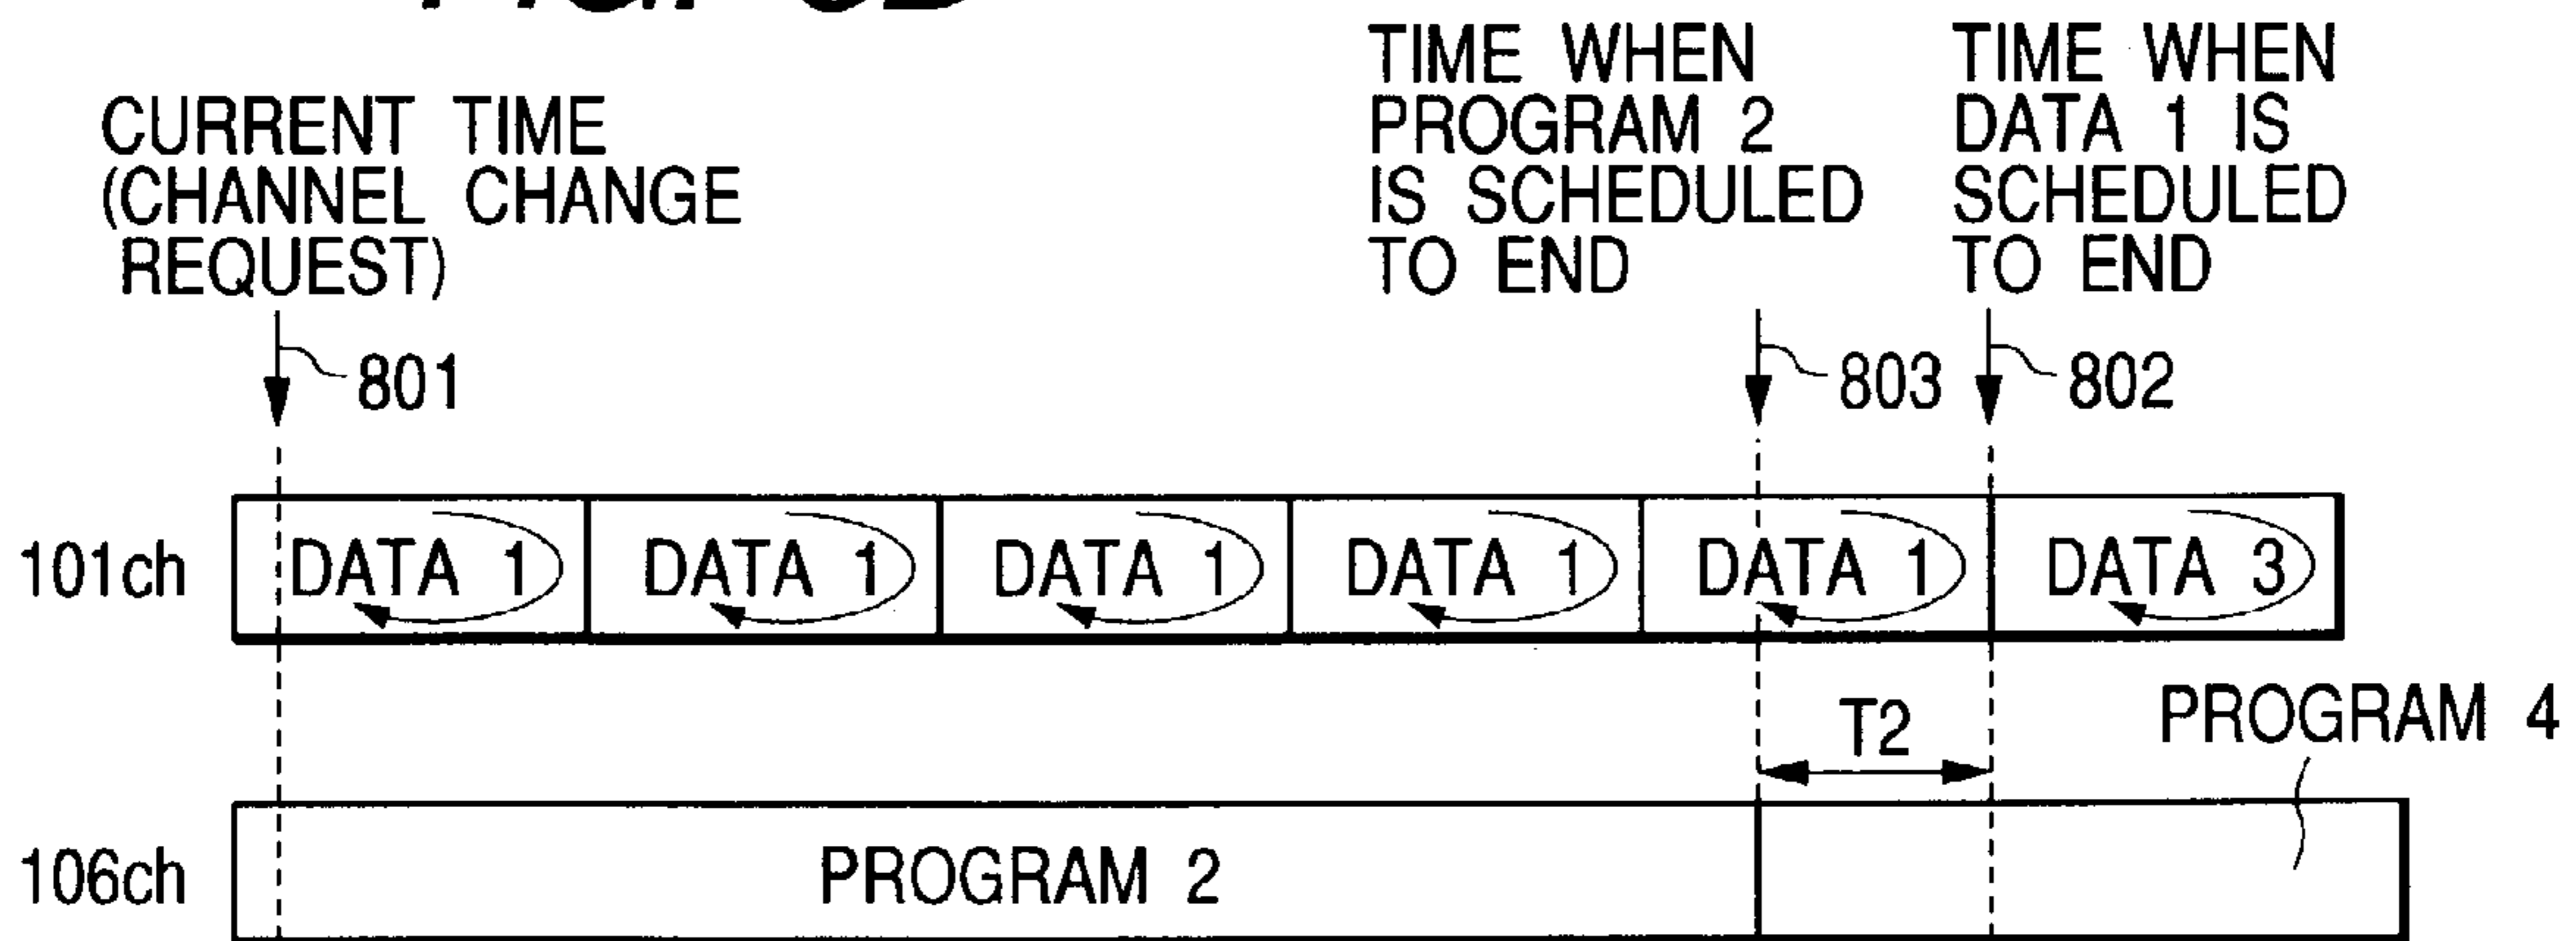 CURRENT TIME
(CHANNEL CHANGE
REQUEST)
TIME WHEN
PROGRAM 2
IS SCHEDULED
TO END
TIME WHEN
DATA 1 IS
SCHEDULED
TO END
801
803
802
101ch
DATA 1
DATA 1
DATA 1
DATA 1
DATA 1
DATA 3
T2
PROGRAM 4
106ch
PROGRAM 2